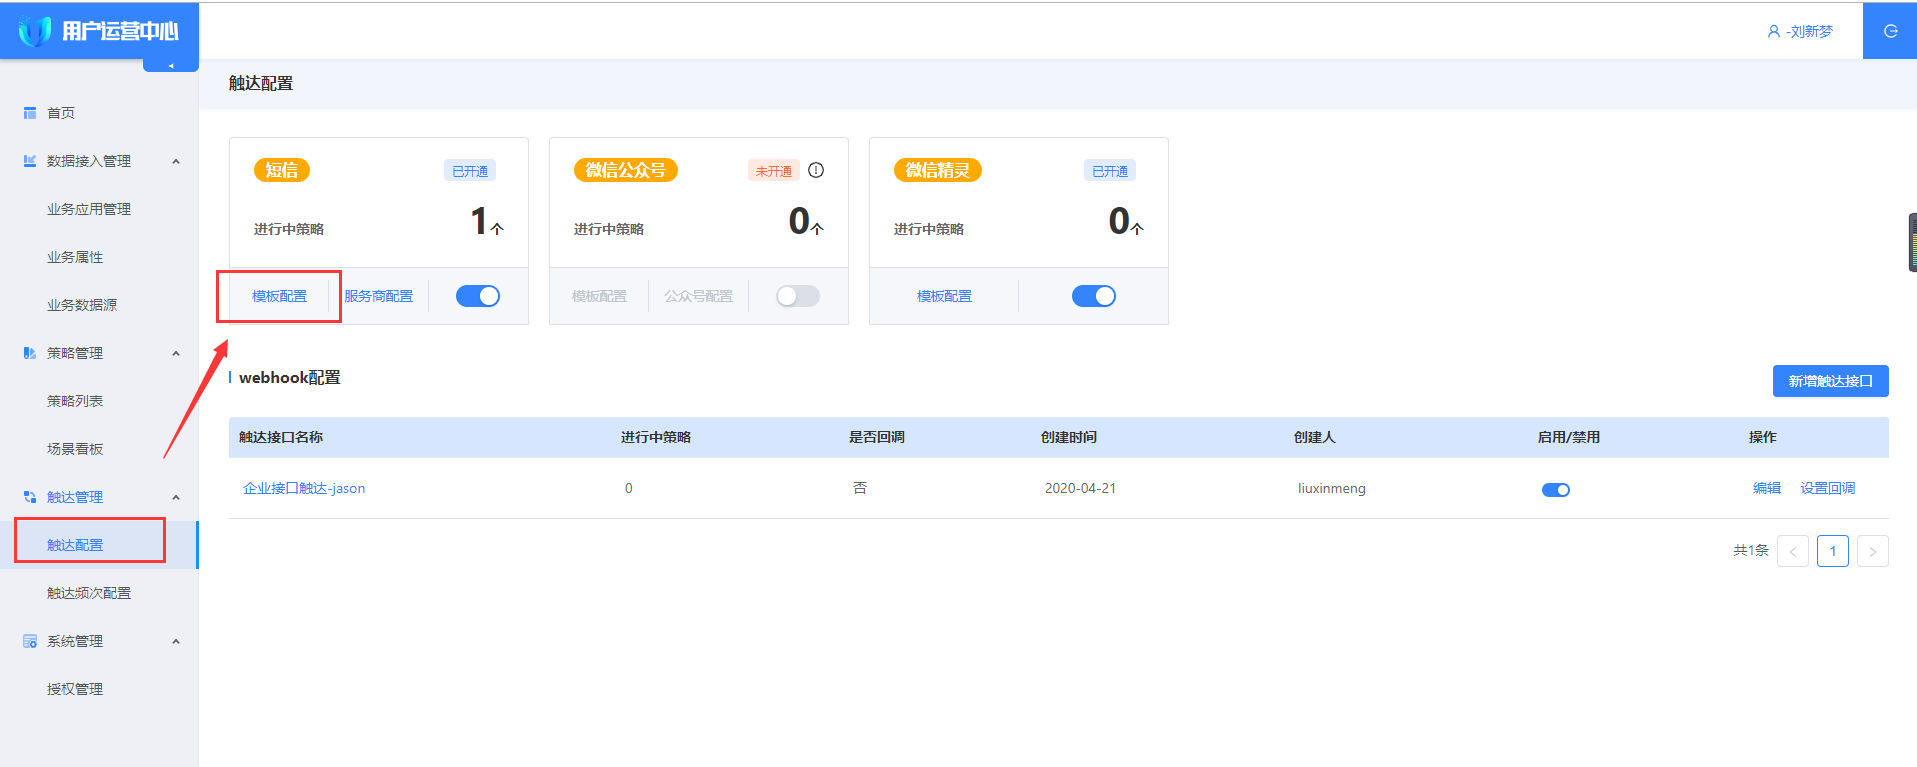 用户运营中心
-刘新梦
触达配置
首页
数据接入管理
业务应用管理
业务属性
业务数据源
策略管理
策略列表
场景看板
触达管理
触达配置
触达频次配置
系统管理
授权管理
短信 已开通
进行中策略 1个
模板配置 服务商配置
微信公众号 未开通
进行中策略 0个
模板配置 公众号配置
微信精灵 已开通
进行中策略 0个
模板配置
webhook配置
新增触达接口
触达接口名称 进行中策略 是否回调 创建时间 创建人 启用/禁用 操作
企业接口触达-jason 0 否 2020-04-21 liuxinmeng 编辑 设置回调
共1条 < 1 >